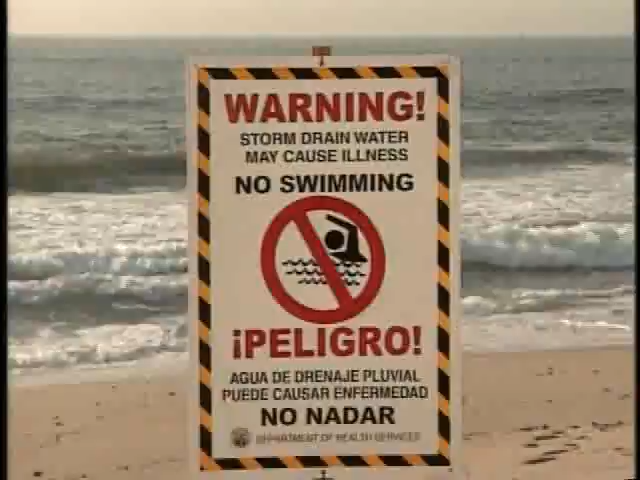 WARNING!
STORM DRAIN WATER
MAY CAUSE ILLNESS
NO SWIMMING
¡PELIGRO!
AGUA DE DRENAJE PLUVIAL
PUEDE CAUSAR ENFERMEDAD
NO NADAR
DEPARTMENT OF HEALTH SERVICES